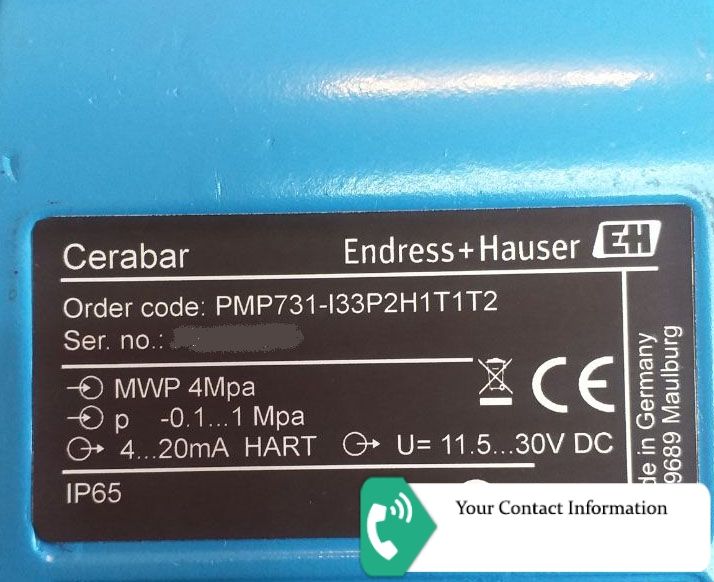 Cerabar
Endress+Hauser EH
Order code: PMP731-I33P2H1T1T2
Ser. no.:
MWP 4Mpa
p -0.1...1 Mpa
4...20mA HART U= 11.5...30V DC
IP65
CE
de in Germany
9689 Maulburg
Your Contact Information